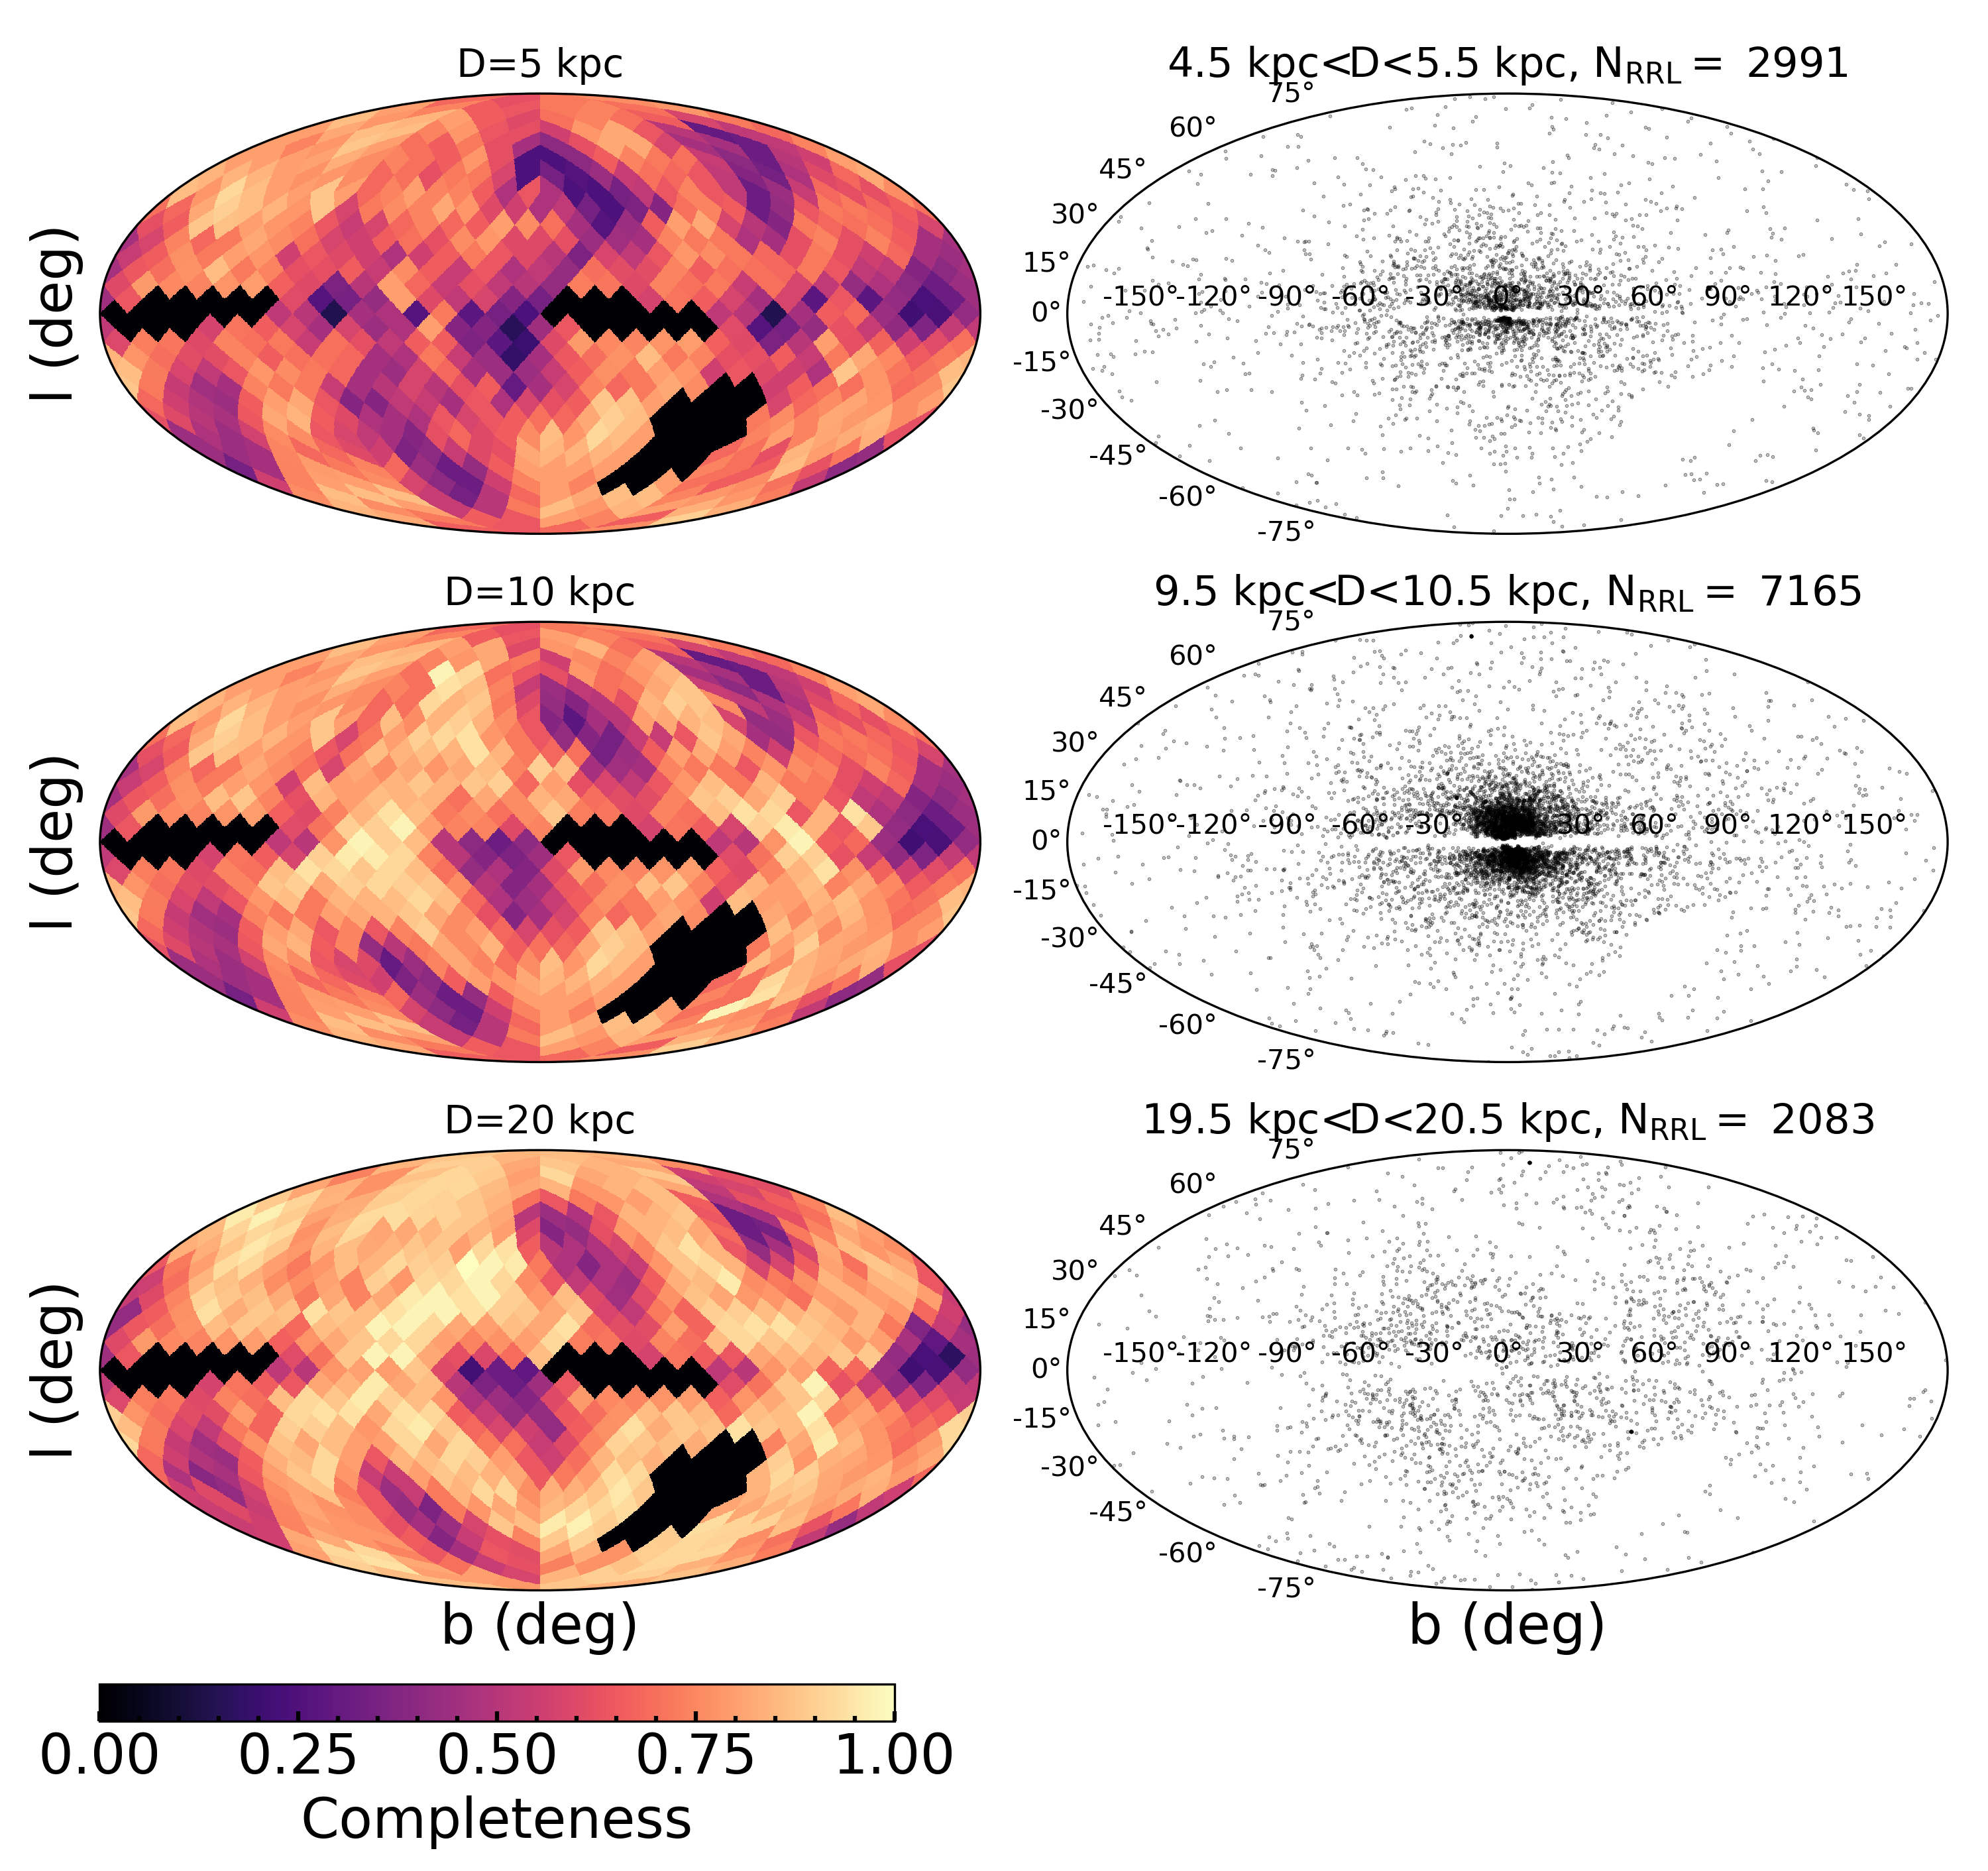 D=5 kpc
l (deg)
4.5 kpc<D<5.5 kpc, N_RRL = 2991
75°
60°
45°
30°
15°
0°
-15°
-30°
-45°
-60°
-75°
-150° -120° -90° -60° -30° 0° 30° 60° 90° 120° 150°
D=10 kpc
l (deg)
9.5 kpc<D<10.5 kpc, N_RRL = 7165
75°
60°
45°
30°
15°
0°
-15°
-30°
-45°
-60°
-75°
-150° -120° -90° -60° -30° 0° 30° 60° 90° 120° 150°
D=20 kpc
l (deg)
b (deg)
19.5 kpc<D<20.5 kpc, N_RRL = 2083
75°
60°
45°
30°
15°
0°
-15°
-30°
-45°
-60°
-75°
-150° -120° -90° -60° -30° 0° 30° 60° 90° 120° 150°
b (deg)
0.00 0.25 0.50 0.75 1.00
Completeness